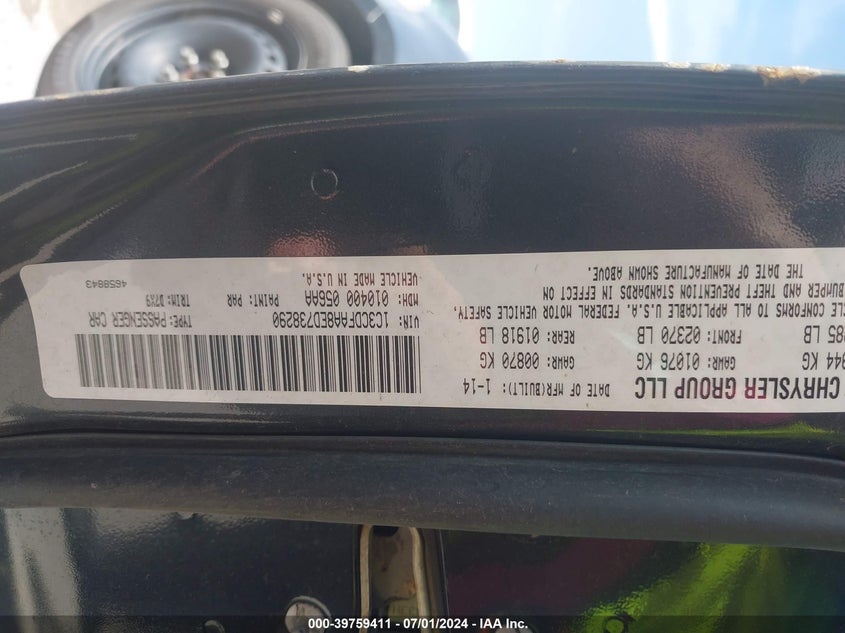 CHRYSLER GROUP LLC DATE OF MFR(BUILT): 1-14
944 KG GAWR: 01076 KG GAWR: 00870 KG
285 LB FRONT: 02370 LB REAR: 01918 LB
CLE CONFORMS TO ALL APPLICABLE U.S.A. FEDERAL MOTOR VEHICLE SAFETY,
BUMPER AND THEFT PREVENTION STANDARDS IN EFFECT ON
THE DATE OF MANUFACTURE SHOWN ABOVE.
VIN: 1C3CDFAA8ED738290 TYPE: PASSENGER CAR
MDH: 010400 056AA PAINT: PAR TRIM: D7X9
VEHICLE MADE IN U.S.A. 4658843
000-39759411 - 07/01/2024 - IAA Inc.